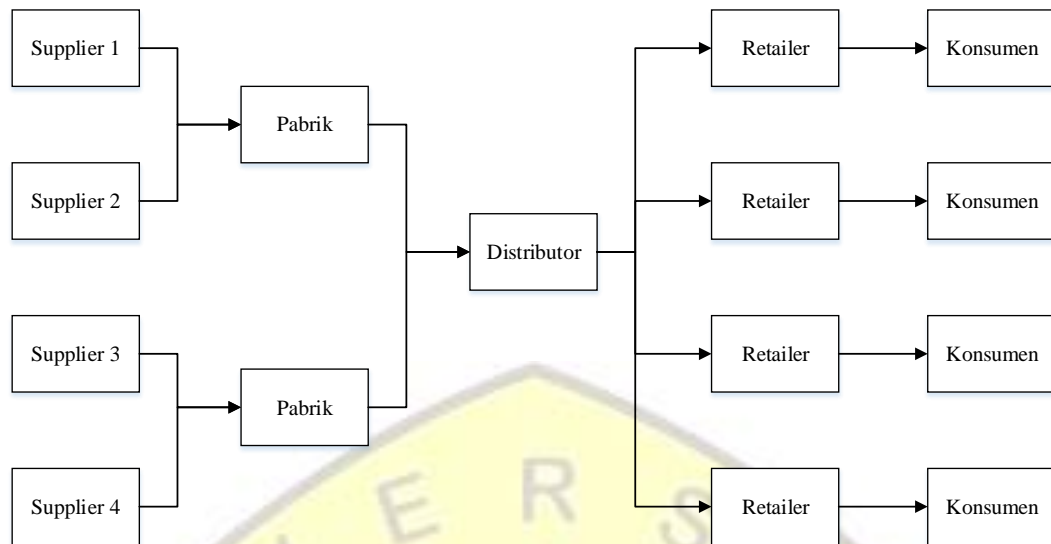 Supplier 1
Supplier 2
Supplier 3
Supplier 4
Pabrik
Pabrik
Distributor
Retailer
Konsumen
Retailer
Konsumen
Retailer
Konsumen
Retailer
Konsumen
E R S